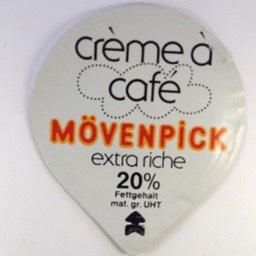 crème à
café
MÖVENPICK
extra riche
20%
Fettgehalt
mat. gr. UHT